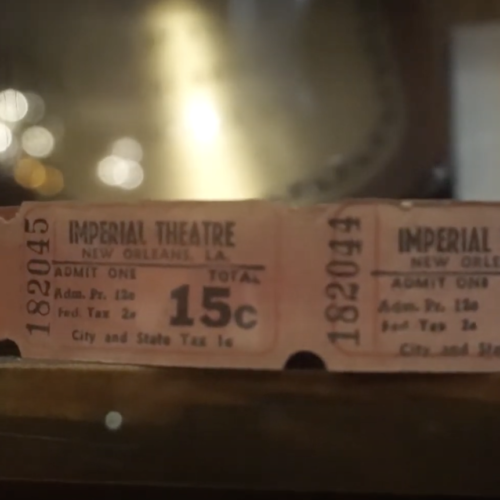 182045
IMPERIAL THEATRE
NEW ORLEANS, LA.
ADMIT ONE TOTAL
Adm. Pr. 12c
Fed. Tax 2c
15c
City and State Tax 1c
182044
IMPERIAL
NEW ORLE
ADMIT ONE
Adm. Pr. 12c
Fed Tax 2c
City and Sta